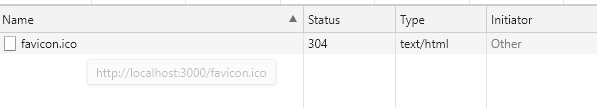 Name Status Type Initiator
favicon.ico 304 text/html Other
http://localhost:3000/favicon.ico